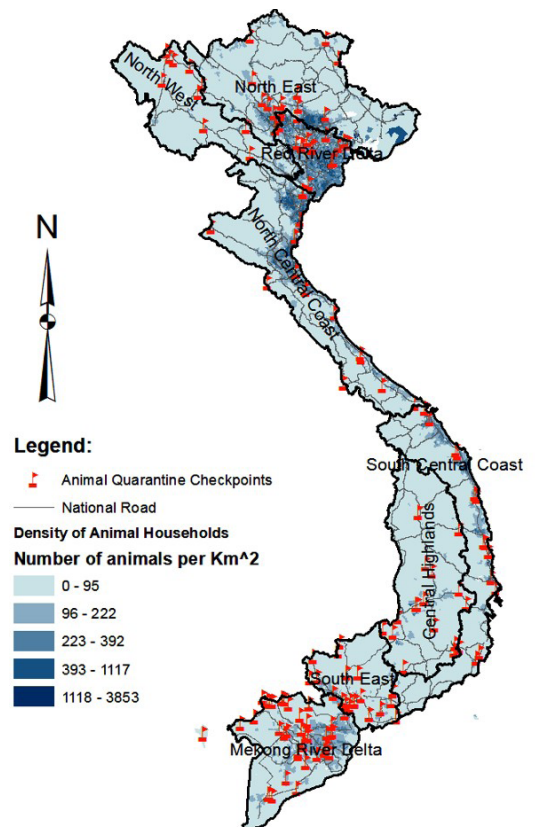 North West
North East
Red River Delta
N
North Central Coast
Legend:
Animal Quarantine Checkpoints
National Road
Density of Animal Households
Number of animals per Km^2
0 - 95
96 - 222
223 - 392
393 - 1117
1118 - 3853
South Central Coast
Central Highlands
South East
Mekong River Delta